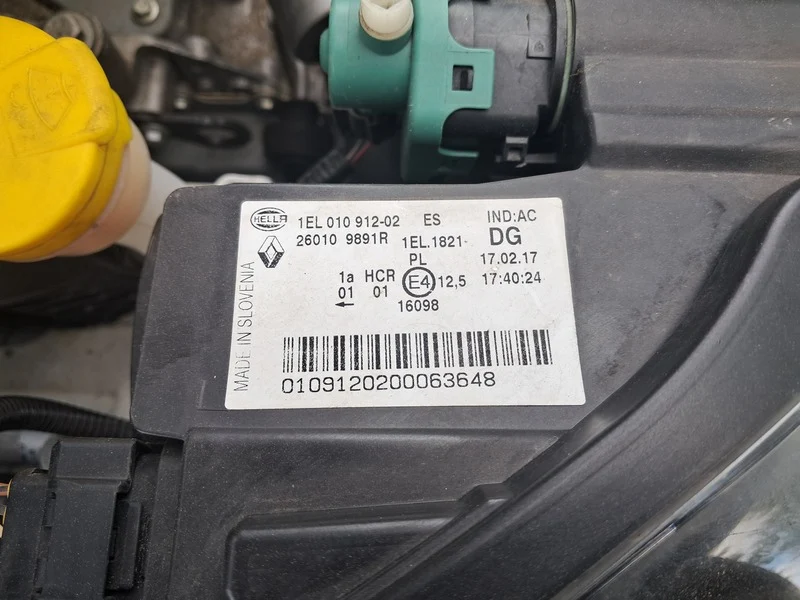 HELLA 1EL 010 912-02 ES IND:AC
26010 9891R 1EL.1821- DG
PL 17.02.17
1a HCR E4 12,5 17:40:24
01 01
← 16098
MADE IN SLOVENIA
0109120200063648